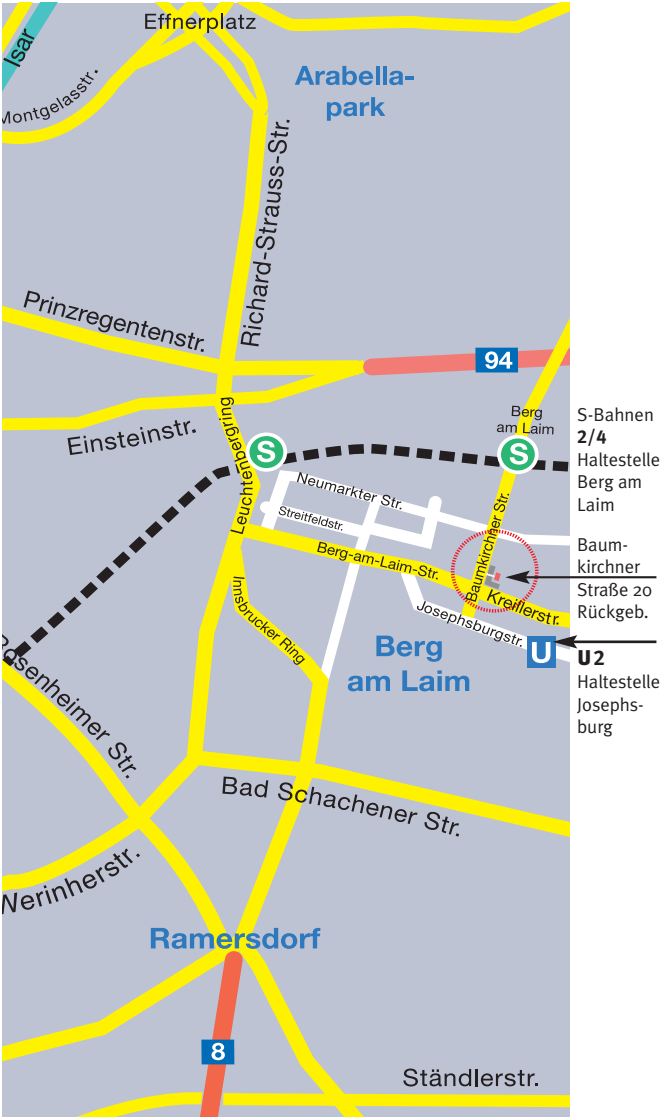 Effnerplatz
Isar
Montgelasstr.
Arabella-
park
Richard-Strauss-Str.
Prinzregentenstr.
94
Einsteinstr.
Leuchtenbergring
S
Berg
am Laim
S
S-Bahnen
2/4
Haltestelle
Berg am
Laim
Neumarkter Str.
Streitfeldstr.
Baumkirchner Str.
Berg-am-Laim-Str.
Kreillerstr.
Baum-
kirchner
Straße 20
Rückgeb.
Innsbrucker Ring
Josephsburgstr.
U
U2
Haltestelle
Josephs-
burg
Berg
am Laim
Rosenheimer Str.
Bad Schachener Str.
Werinherstr.
Ramersdorf
8
Ständlerstr.